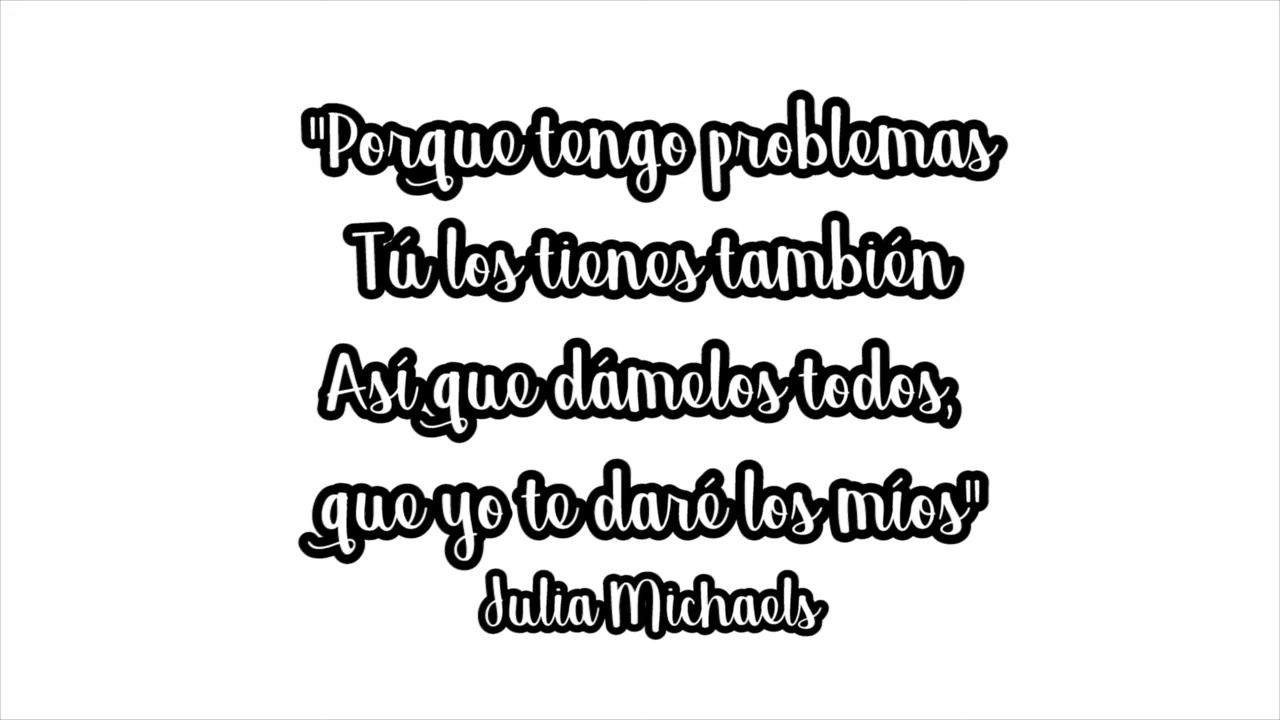 "Porque tengo problemas
Tú los tienes también
Así que dámelos todos,
que yo te daré los míos"
Julia Michaels